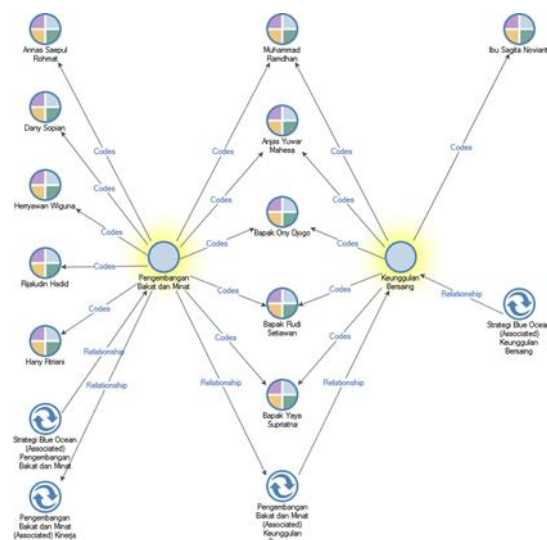 Annas Saepul
Rohmat
Muhammad
Ramdhan
Ibu Sagita Noviant
Codes
Codes
Codes
Codes
Dany Sopian
Anjas Yuwar
Mahesa
Codes
Codes
Codes
Herryawan Wiguna
Bapak Ony Djogo
Codes
Codes
Codes
Rijaludin Hadid
Codes
Pengembangan
Bakat dan Minat
Keunggulan
Bersaing
Codes
Codes
Codes
Relationship
Hany Fitriani
Bapak Rudi
Setiawan
Strategi Blue Ocean
(Associated)
Keunggulan
Bersaing
Relationship
Codes
Codes
Relationship
Relationship
Relationship
Bapak Yaya
Supriatna
Strategi Blue Ocean
(Associated)
Pengembangan
Bakat dan Minat
Pengembangan
Bakat dan Minat
(Associated) Kinerja
Pengembangan
Bakat dan Minat
(Associated)
Keunggulan